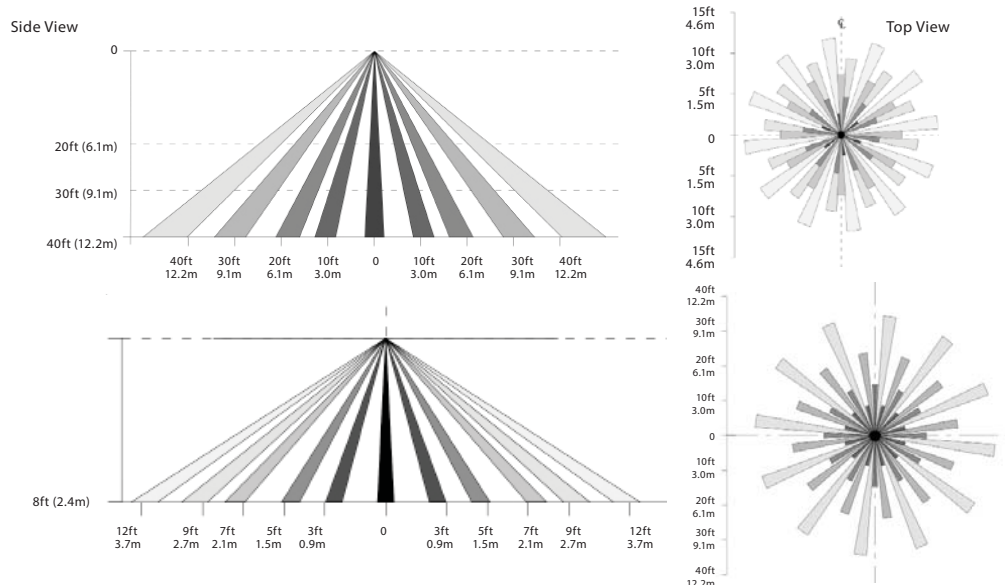 Side View
0
20ft (6.1m)
30ft (9.1m)
40ft (12.2m)
40ft 30ft 20ft 10ft 0 10ft 20ft 30ft 40ft
12.2m 9.1m 6.1m 3.0m 3.0m 6.1m 9.1m 12.2m
Top View
℄
15ft
4.6m
10ft
3.0m
5ft
1.5m
0
5ft
1.5m
10ft
3.0m
15ft
4.6m
8ft (2.4m)
12ft 9ft 7ft 5ft 3ft 0 3ft 5ft 7ft 9ft 12ft
3.7m 2.7m 2.1m 1.5m 0.9m 0.9m 1.5m 2.1m 2.7m 3.7m
40ft
12.2m
30ft
9.1m
20ft
6.1m
10ft
3.0m
0
10ft
3.0m
20ft
6.1m
30ft
9.1m
40ft
12.2m